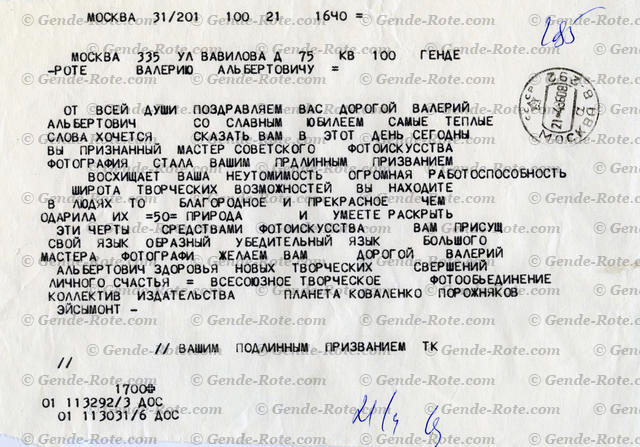 МОСКВА 31/201 100 21 1640 =
МОСКВА 335 УЛ ВАВИЛОВА Д 75 КВ 100 ГЕНДЕ
-РОТЕ ВАЛЕРИЮ АЛЬБЕРТОВИЧУ =
ОТ ВСЕЙ ДУШИ ПОЗДРАВЛЯЕМ ВАС ДОРОГОЙ ВАЛЕРИЙ
АЛЬБЕРТОВИЧ СО СЛАВНЫМ ЮБИЛЕЕМ САМЫЕ ТЕПЛЫЕ
СЛОВА ХОЧЕТСЯ СКАЗАТЬ ВАМ В ЭТОТ ДЕНЬ СЕГОДНЫ
ВЫ ПРИЗНАННЫЙ МАСТЕР СОВЕТСКОГО ФОТОИСКУССТВА
ФОТОГРАФИЯ СТАЛА ВАШИМ ПРДЛИННЫМ ПРИЗВАНИЕМ
ВОСХИЩАЕТ ВАША НЕУТОМИМОСТЬ ОГРОМНАЯ РАБОТОСПОСОБНОСТЬ
ШИРОТА ТВОРЧЕСКИХ ВОЗМОЖНОСТЕЙ ВЫ НАХОДИТЕ
В ЛЮДЯХ ТО БЛАГОРОДНОЕ И ПРЕКРАСНОЕ ЧЕМ
ОДАРИЛА ИХ =50= ПРИРОДА И УМЕЕТЕ РАСКРЫТЬ
ЭТИ ЧЕРТЫ СРЕДСТВАМИ ФОТОИСКУССТВА ВАМ ПРИСУЩ
СВОЙ ЯЗЫК ОБРАЗНЫЙ УБЕДИТЕЛЬНЫЙ ЯЗЫК БОЛЬШОГО
МАСТЕРА ФОТОГРАФИ ЖЕЛАЕМ ВАМ ДОРОГОЙ ВАЛЕРИЙ
АЛЬБЕРТОВИЧ ЗДОРОВЬЯ НОВЫХ ТВОРЧЕСКИХ СВЕРШЕНИЙ
ЛИЧНОГО СЧАСТЬЯ = ВСЕСОЮЗНОЕ ТВОРЧЕСКОЕ ФОТООБЬЕДИНЕНИЕ
КОЛЛЕКТИВ ИЗДАТЕЛЬСТВА ПЛАНЕТА КОВАЛЕНКО ПОРОЖНЯКОВ
ЭЙСЫМОНТ -
// ВАШИМ ПОДЛИННЫМ ПРИЗВАНИЕМ ТК
//
1700Ф
01 113292/3 ДОС
01 113031/6 ДОС
285
МОСКВА
© Gende-Rote.com